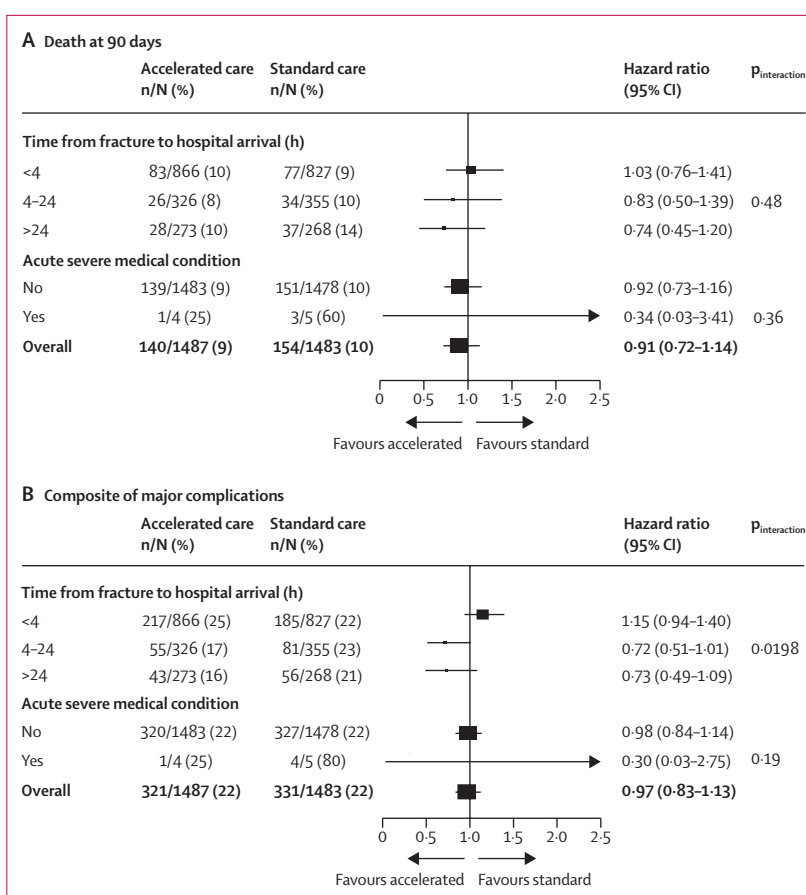 A Death at 90 days
Accelerated care Standard care Hazard ratio pinteraction
n/N (%) n/N (%) (95% CI)
Time from fracture to hospital arrival (h)
<4 83/866 (10) 77/827 (9) 1·03 (0·76–1·41)
4–24 26/326 (8) 34/355 (10) 0·83 (0·50–1·39) 0·48
>24 28/273 (10) 37/268 (14) 0·74 (0·45–1·20)
Acute severe medical condition
No 139/1483 (9) 151/1478 (10) 0·92 (0·73–1·16)
Yes 1/4 (25) 3/5 (60) 0·34 (0·03–3·41) 0·36
Overall 140/1487 (9) 154/1483 (10) 0·91 (0·72–1·14)
0 0·5 1·0 1·5 2·0 2·5
Favours accelerated Favours standard
B Composite of major complications
Accelerated care Standard care Hazard ratio pinteraction
n/N (%) n/N (%) (95% CI)
Time from fracture to hospital arrival (h)
<4 217/866 (25) 185/827 (22) 1·15 (0·94–1·40)
4–24 55/326 (17) 81/355 (23) 0·72 (0·51–1·01) 0·0198
>24 43/273 (16) 56/268 (21) 0·73 (0·49–1·09)
Acute severe medical condition
No 320/1483 (22) 327/1478 (22) 0·98 (0·84–1·14)
Yes 1/4 (25) 4/5 (80) 0·30 (0·03–2·75) 0·19
Overall 321/1487 (22) 331/1483 (22) 0·97 (0·83–1·13)
0 0·5 1·0 1·5 2·0 2·5
Favours accelerated Favours standard